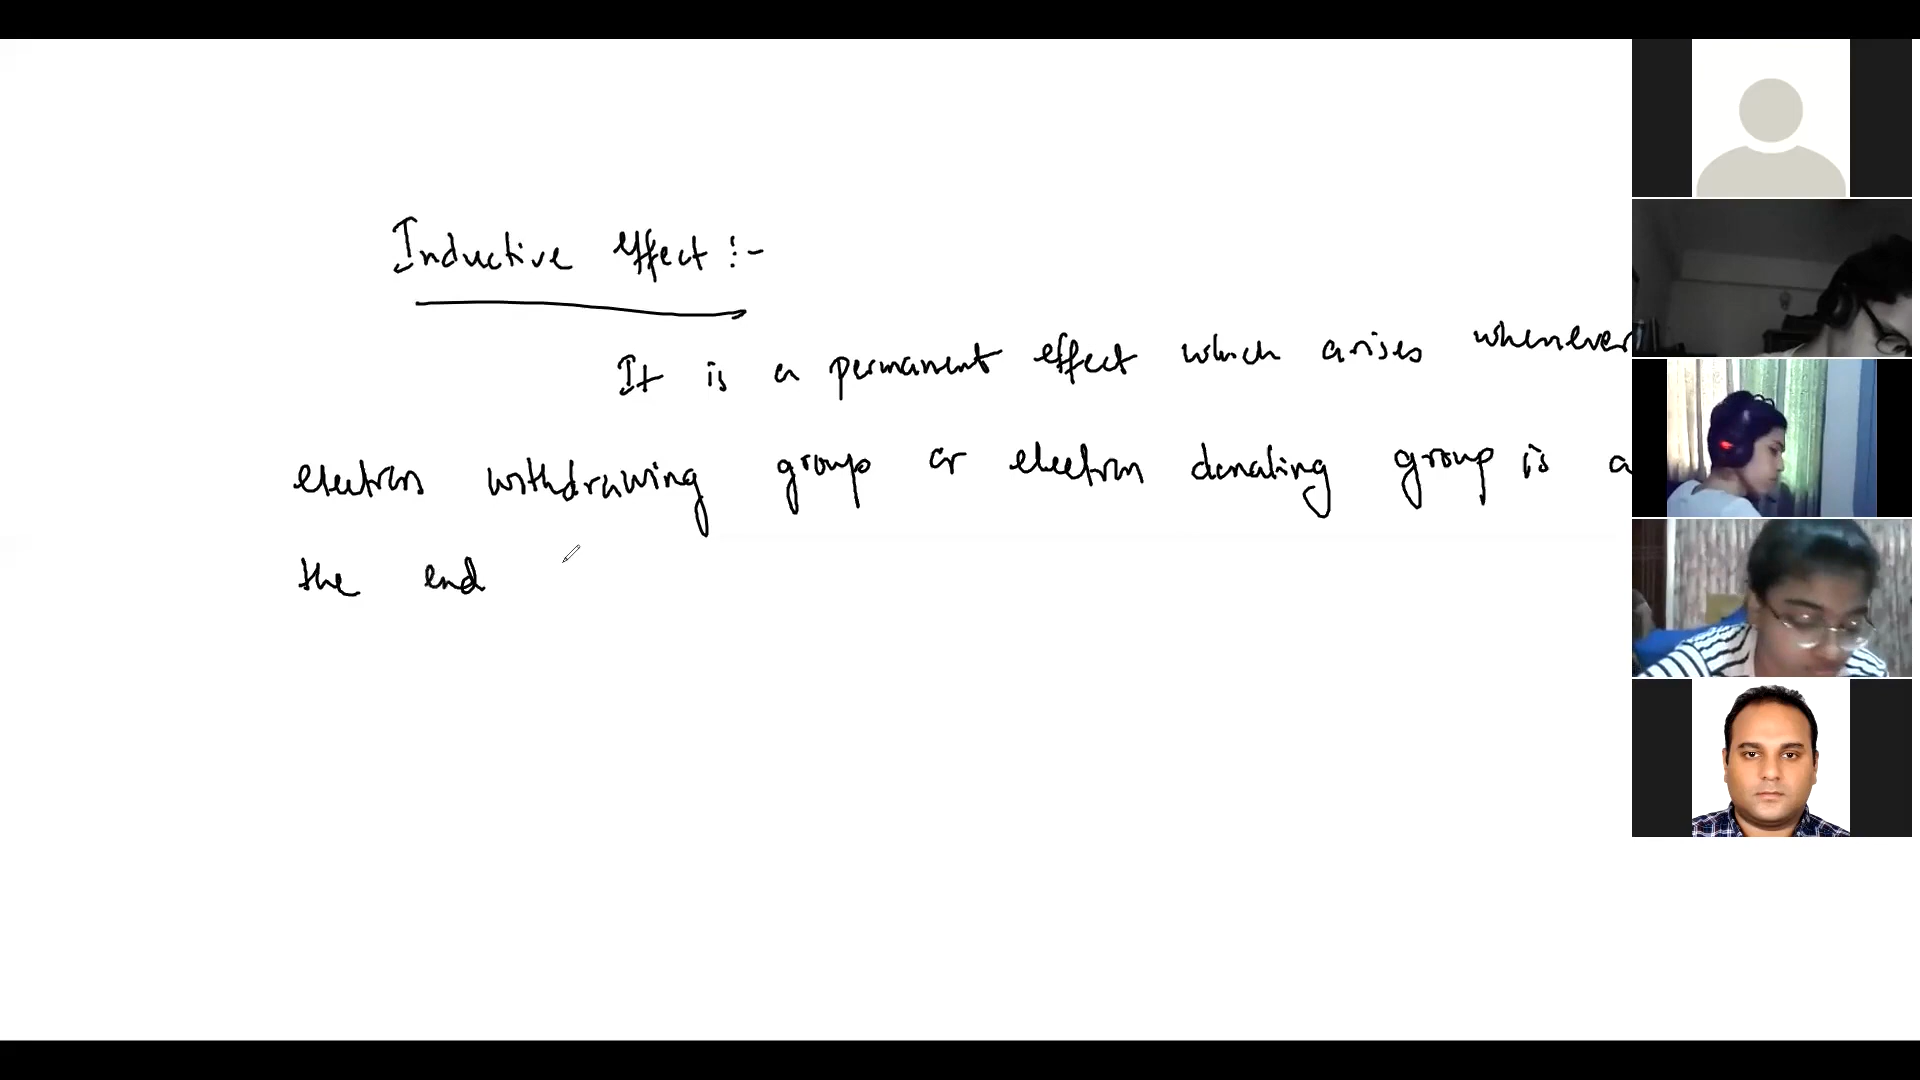 Inductive effect :-
It is a permanent effect which arises whenever
electron withdrawing group or electron donating group is a
the end